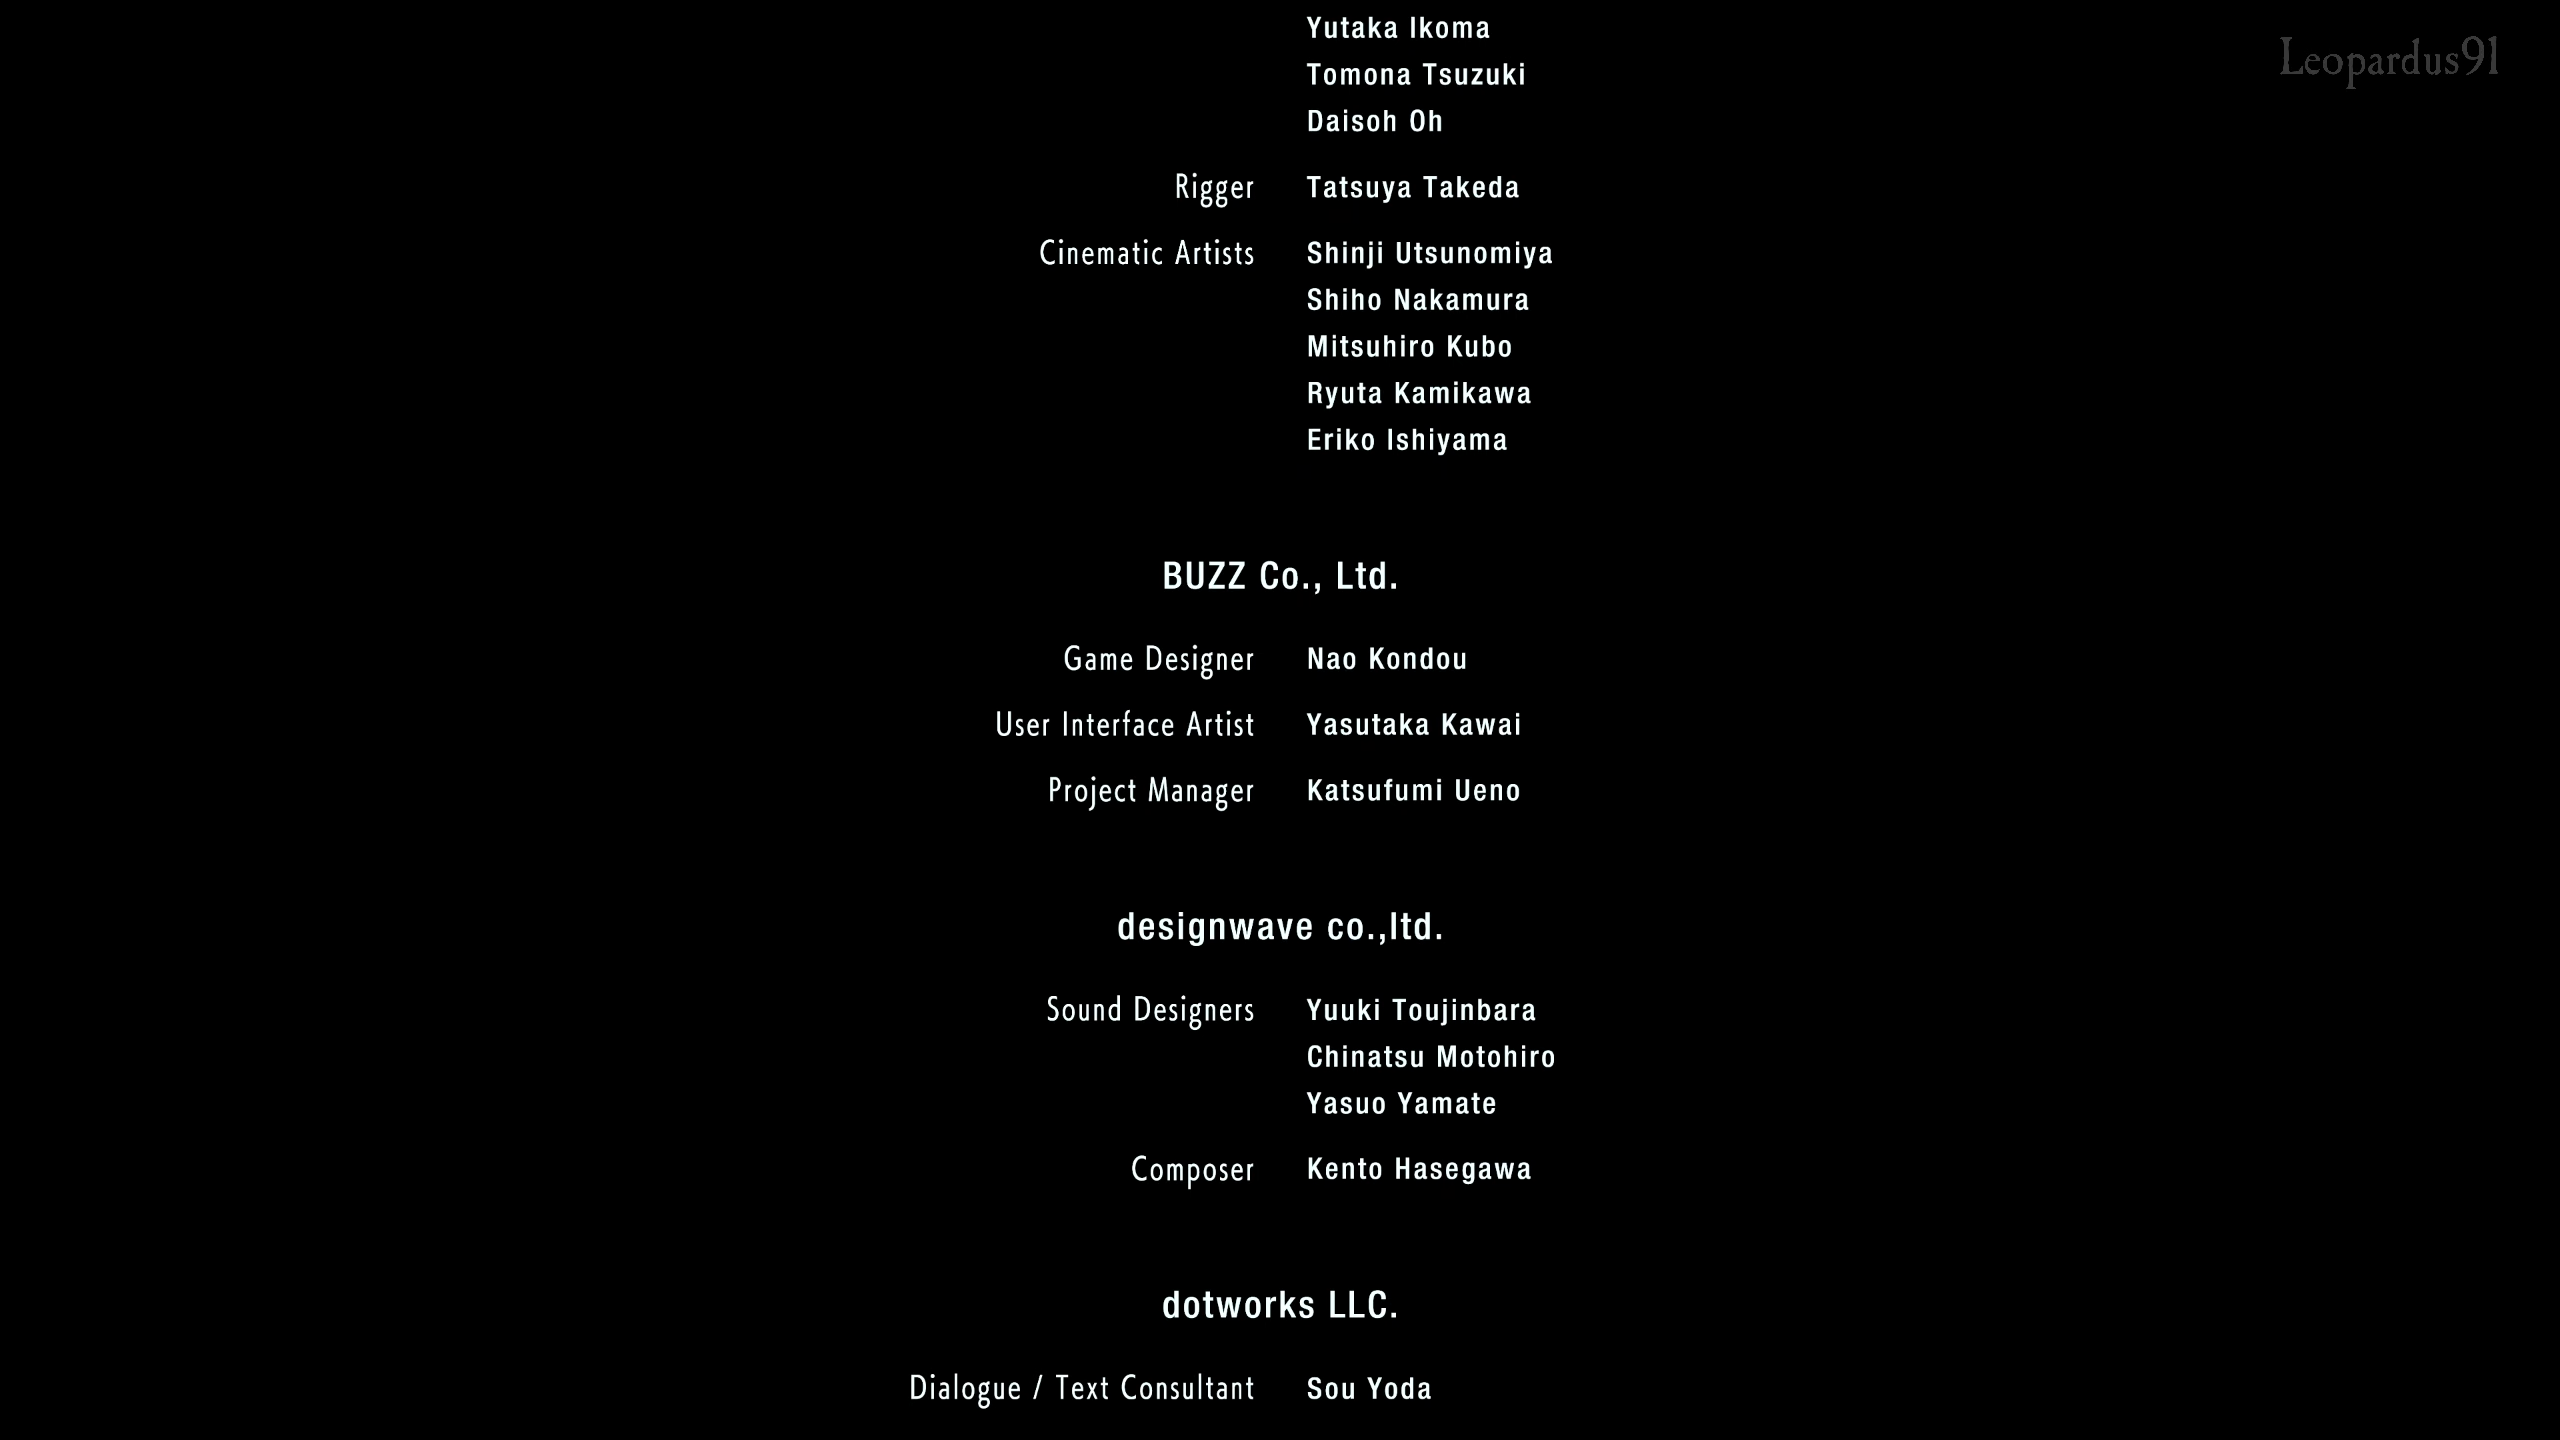 Yutaka Ikoma
Leopardus91
Tomona Tsuzuki
Daisoh Oh
Rigger Tatsuya Takeda
Cinematic Artists Shinji Utsunomiya
Shiho Nakamura
Mitsuhiro Kubo
Ryuta Kamikawa
Eriko Ishiyama
BUZZ Co., Ltd.
Game Designer Nao Kondou
User Interface Artist Yasutaka Kawai
Project Manager Katsufumi Ueno
designwave co.,ltd.
Sound Designers Yuuki Toujinbara
Chinatsu Motohiro
Yasuo Yamate
Composer Kento Hasegawa
dotworks LLC.
Dialogue / Text Consultant Sou Yoda